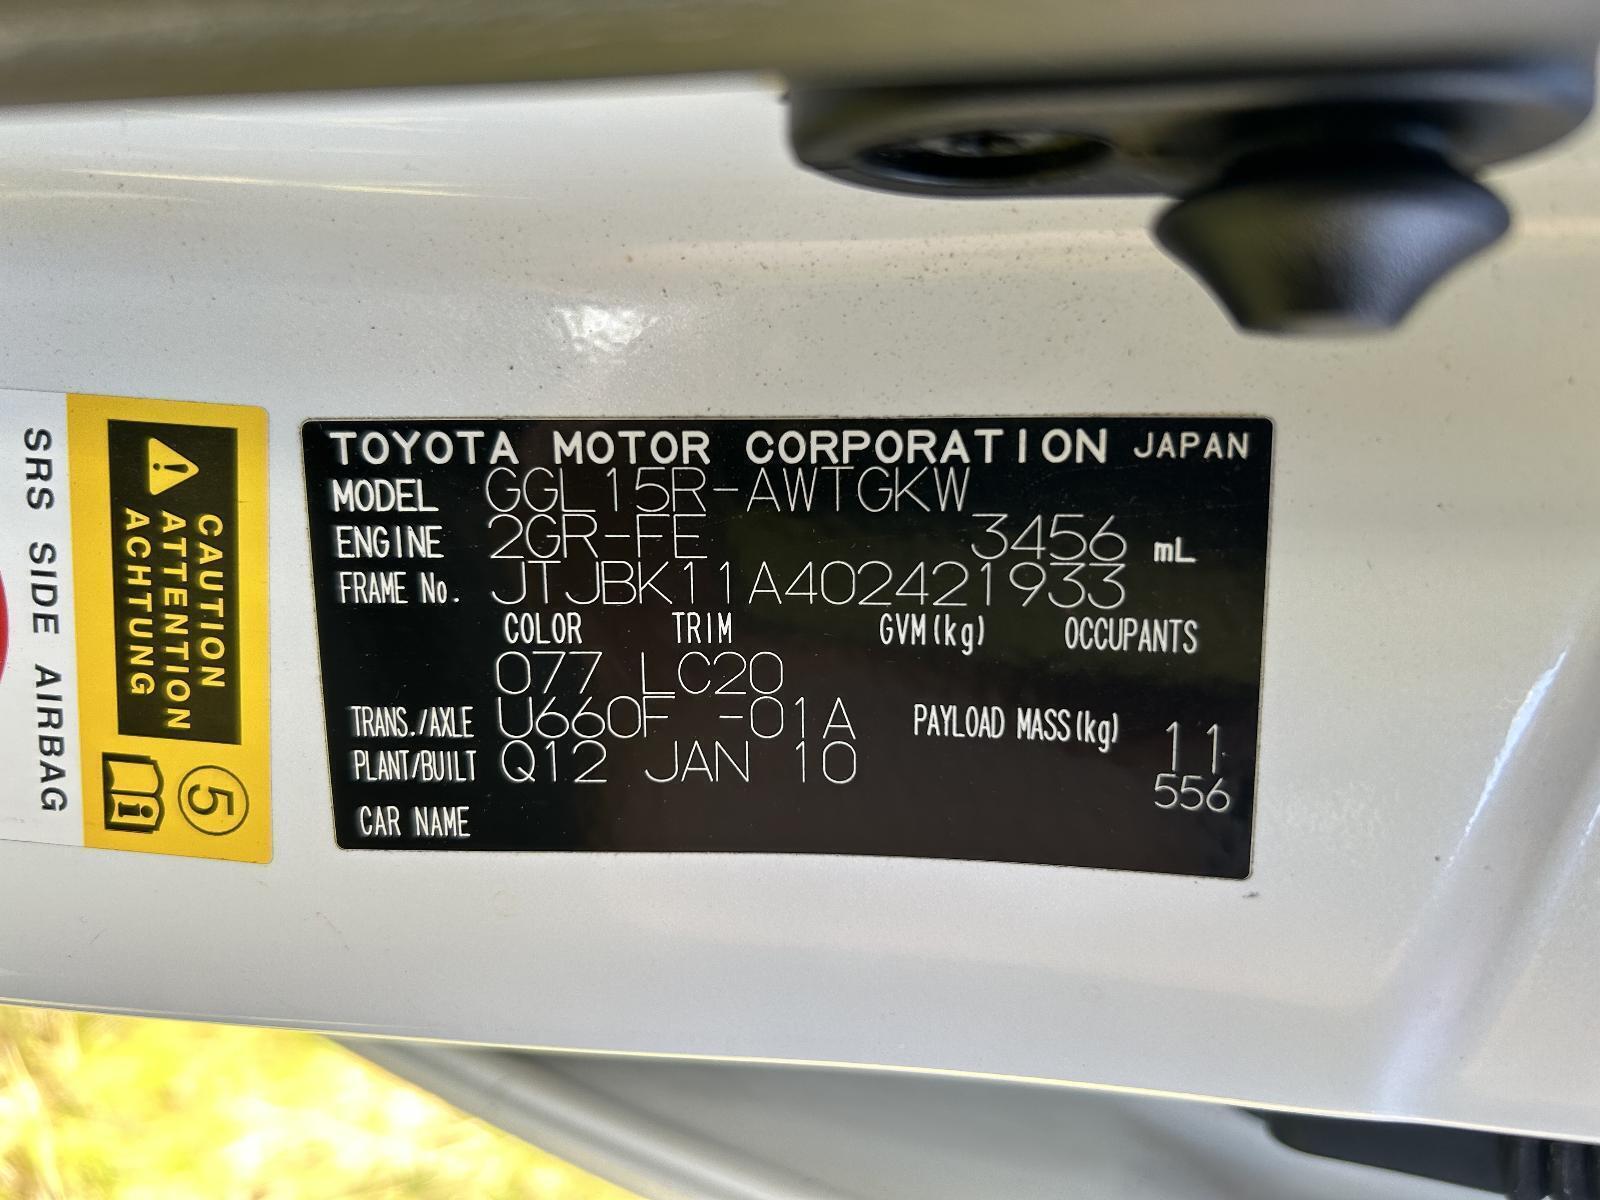 TOYOTA MOTOR CORPORATION JAPAN
MODEL GGL15R-AWTGKW
ENGINE 2GR-FE 3456 mL
FRAME No. JTJBK11A402421933
COLOR TRIM GVM(kg) OCCUPANTS
077 LC20
TRANS./AXLE U660F -01A PAYLOAD MASS(kg) 11
PLANT/BUILT Q12 JAN 10 556
CAR NAME
CAUTION
ATTENTION
ACHTUNG
5
i
SRS SIDE AIRBAG